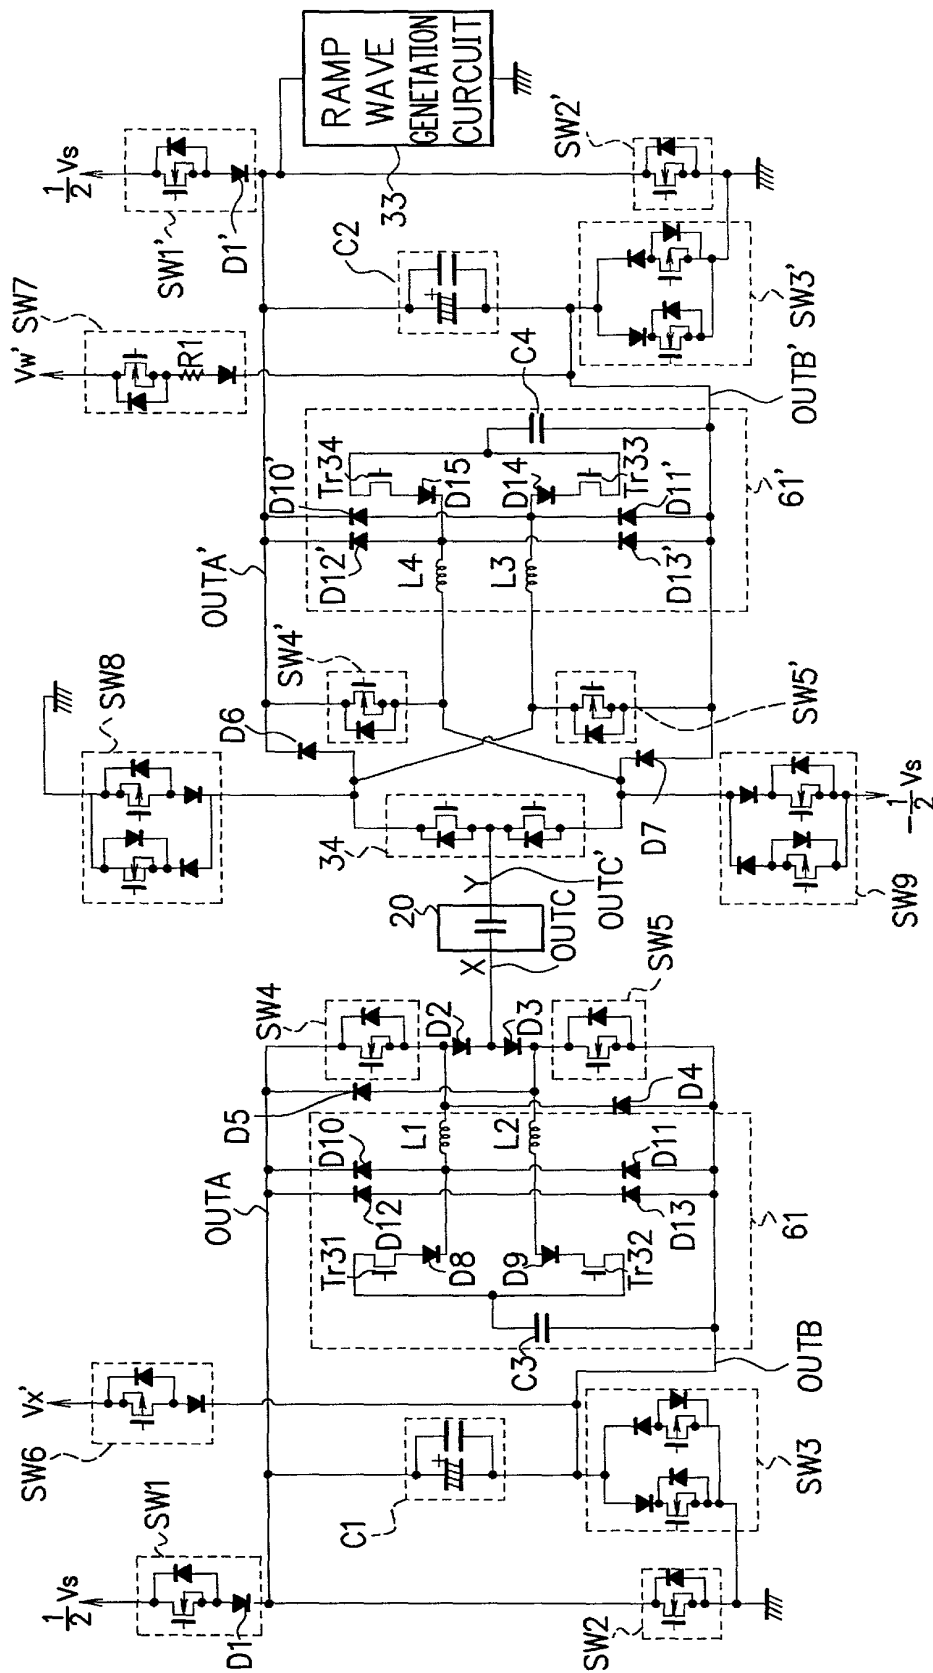 RAMP
WAVE
GENETATION
CURCUIT
33
1/2 Vs
SW1'
D1'
SW2'
C2
SW3'
Vw'
SW7
R1
C4
OUTB'
Tr34
D15
D14
Tr33
D10'
D11'
61'
OUTA'
D12'
L4
L3
D13'
SW4'
SW5'
SW8
D6
34
D7
-1/2 Vs
SW9
20
Y
OUTC'
X
OUTC
SW4
D2
D3
SW5
D5
D4
D10
L1
L2
D11
OUTA
D12
D13
61
Tr31
D8
D9
Tr32
C3
OUTB
Vx'
SW6
C1
SW3
1/2 Vs
SW1
D1
SW2